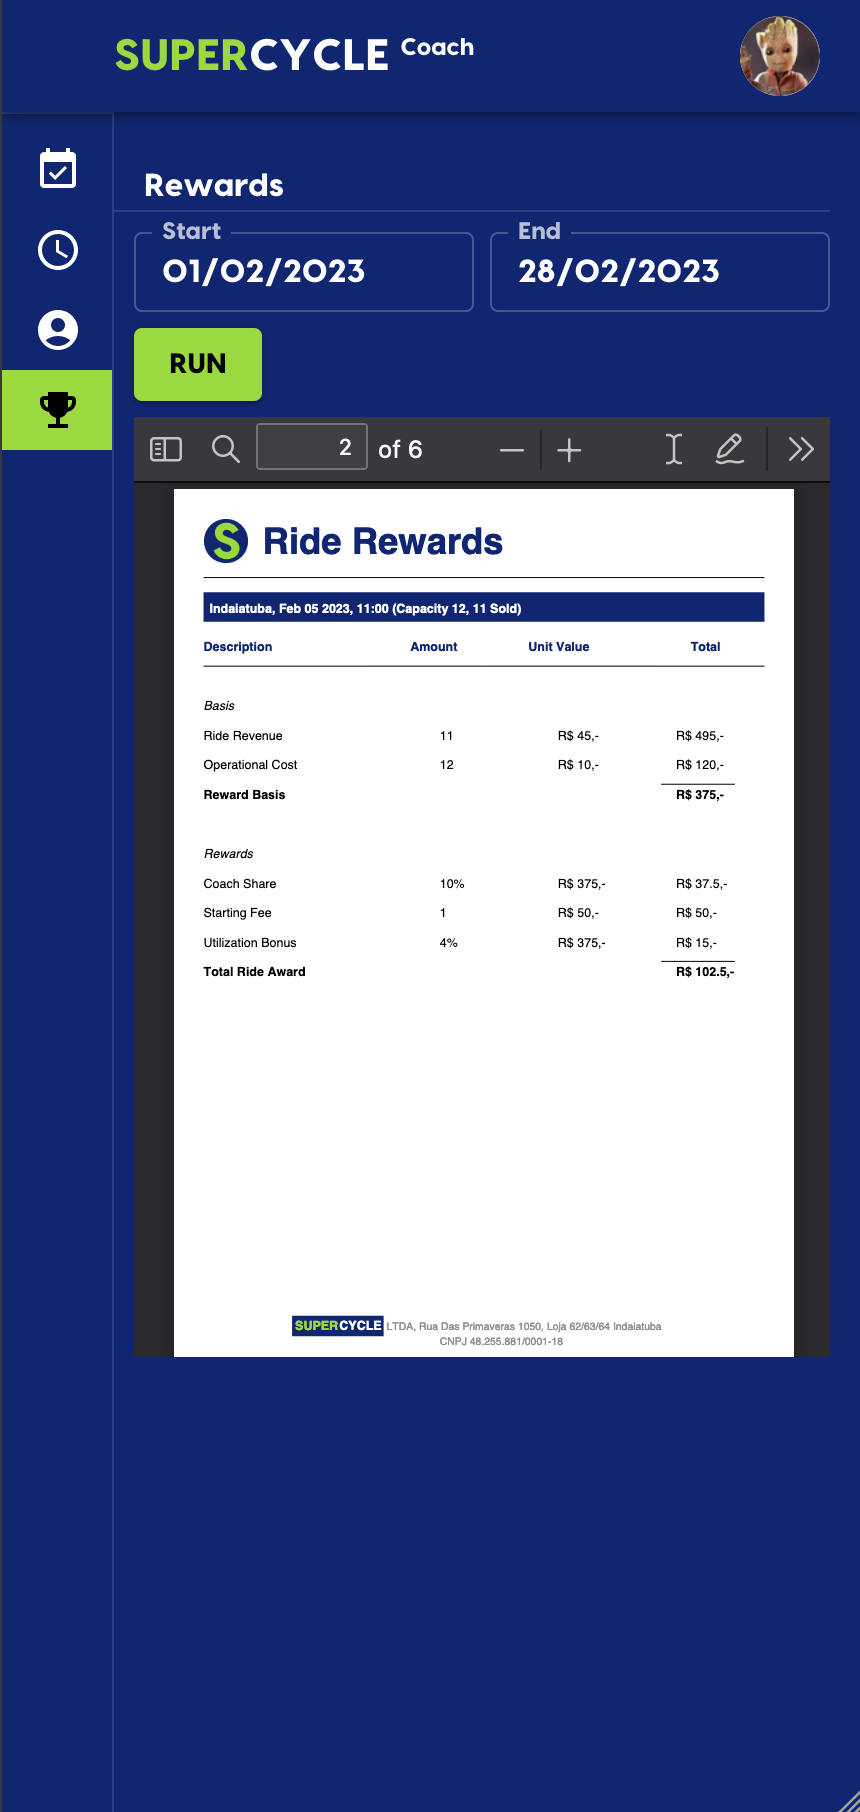 SUPERCYCLE Coach
Rewards
Start
01/02/2023
End
28/02/2023
RUN
2 of 6
S Ride Rewards
Indaiatuba, Feb 05 2023, 11:00 (Capacity 12, 11 Sold)
Description Amount Unit Value Total
Basis
Ride Revenue 11 R$ 45,- R$ 495,-
Operational Cost 12 R$ 10,- R$ 120,-
Reward Basis R$ 375,-
Rewards
Coach Share 10% R$ 375,- R$ 37.5,-
Starting Fee 1 R$ 50,- R$ 50,-
Utilization Bonus 4% R$ 375,- R$ 15,-
Total Ride Award R$ 102.5,-
SUPERCYCLE LTDA, Rua Das Primaveras 1050, Loja 62/63/64 Indaiatuba
CNPJ 48.255.881/0001-18